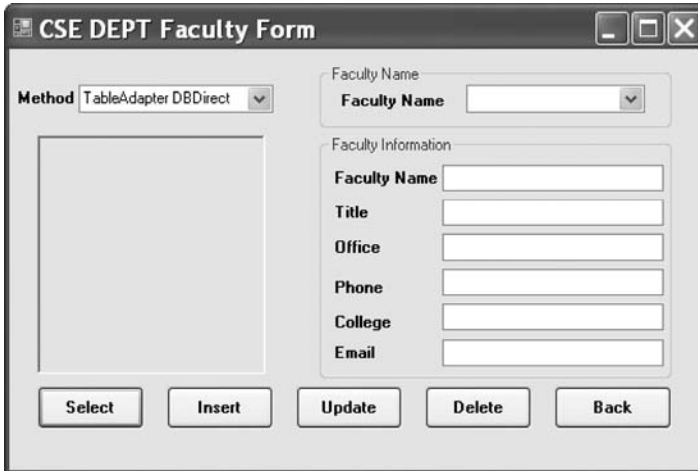 CSE DEPT Faculty Form
Method TableAdapter DBDirect
Faculty Name
Faculty Name
Faculty Information
Faculty Name
Title
Office
Phone
College
Email
Select Insert Update Delete Back